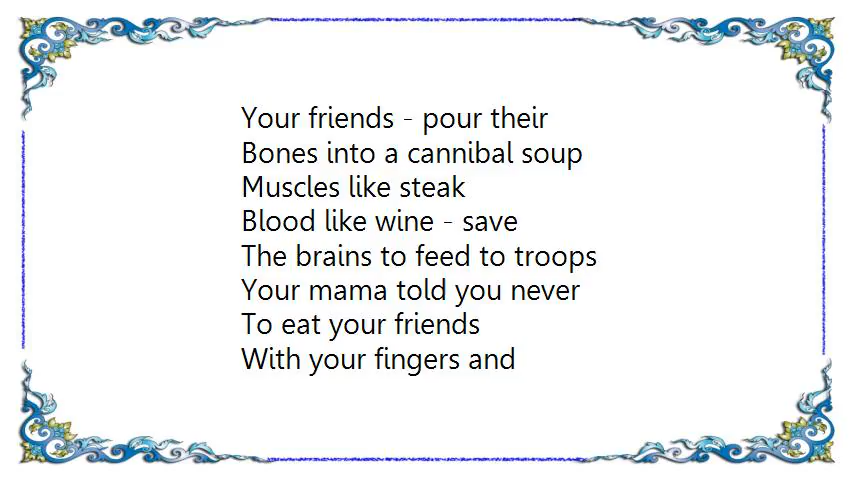 Your friends - pour their
Bones into a cannibal soup
Muscles like steak
Blood like wine - save
The brains to feed to troops
Your mama told you never
To eat your friends
With your fingers and